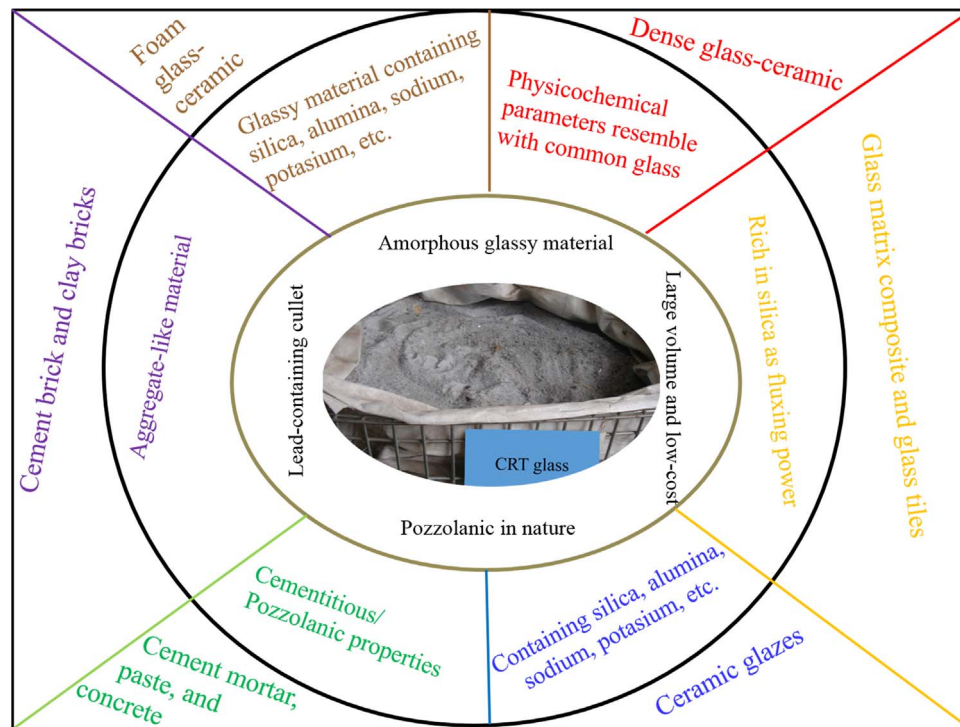 Foam
glass-
ceramic
Glassy material containing
silica, alumina, sodium,
potasium, etc.
Dense glass-ceramic
Physicochemical
parameters resemble
with common glass
Glass matrix composite and glass tiles
Rich in silica as fluxing power
Cement brick and clay bricks
Aggregate-like material
Amorphous glassy material
Lead-containing cullet
Large volume and low-cost
CRT glass
Pozzolanic in nature
Cementitious/
Pozzolanic properties
Cement mortar,
paste, and
concrete
Containing silica, alumina,
sodium, potasium, etc.
Ceramic glazes